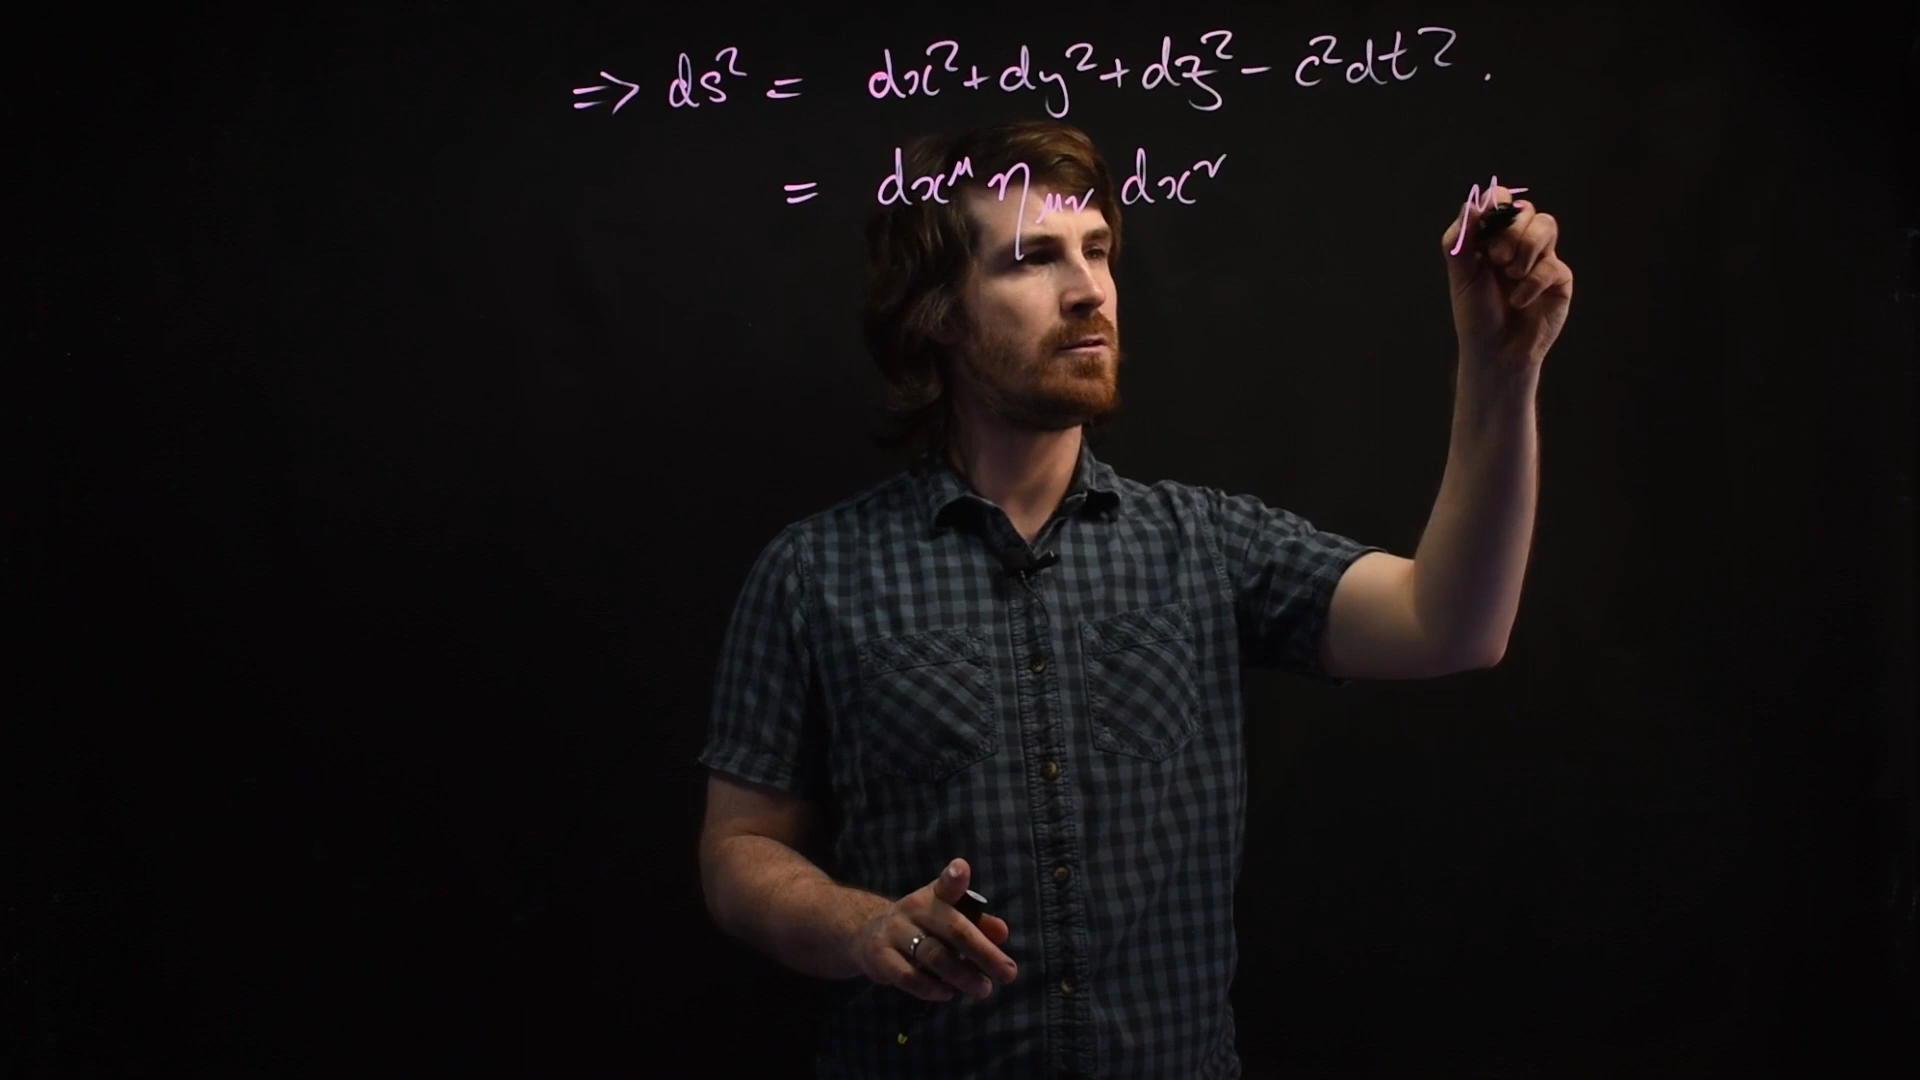 ⇒ ds² = dx² + dy² + dz² - c²dt².
= dx^μ η_μν dx^ν μ=